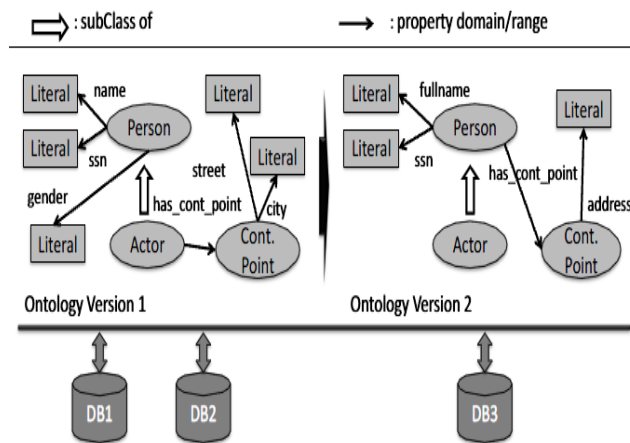 : subClass of
: property domain/range
Literal
name
Person
Literal
ssn
gender
Literal
has_cont_point
Actor
Literal
street
Literal
city
Cont.
Point
Ontology Version 1
Literal
fullname
Person
Literal
ssn
has_cont_point
Actor
Literal
address
Cont.
Point
Ontology Version 2
DB1
DB2
DB3